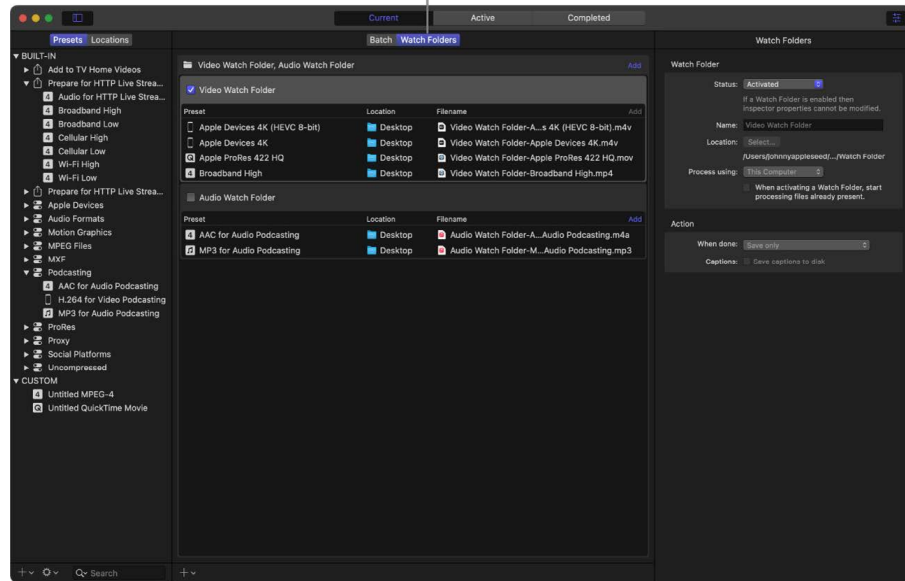 Current Active Completed
Presets Locations
Batch Watch Folders
Watch Folders
BUILT-IN
Add to TV Home Videos
Prepare for HTTP Live Strea...
Audio for HTTP Live Strea...
Broadband High
Broadband Low
Cellular High
Cellular Low
Wi-Fi High
Wi-Fi Low
Prepare for HTTP Live Strea...
Apple Devices
Audio Formats
Motion Graphics
MPEG Files
MXF
Podcasting
AAC for Audio Podcasting
H.264 for Video Podcasting
MP3 for Audio Podcasting
ProRes
Proxy
Social Platforms
Uncompressed
CUSTOM
Untitled MPEG-4
Untitled QuickTime Movie
Search
Video Watch Folder, Audio Watch Folder Add
Video Watch Folder
Preset Location Filename Add
Apple Devices 4K (HEVC 8-bit) Desktop Video Watch Folder-A...s 4K (HEVC 8-bit).m4v
Apple Devices 4K Desktop Video Watch Folder-Apple Devices 4K.m4v
Apple ProRes 422 HQ Desktop Video Watch Folder-Apple ProRes 422 HQ.mov
Broadband High Desktop Video Watch Folder-Broadband High.mp4
Audio Watch Folder
Preset Location Filename Add
AAC for Audio Podcasting Desktop Audio Watch Folder-A...Audio Podcasting.m4a
MP3 for Audio Podcasting Desktop Audio Watch Folder-M...Audio Podcasting.mp3
Watch Folder
Status: Activated
If a Watch Folder is enabled then
inspector properties cannot be modified.
Name: Video Watch Folder
Location: Select...
/Users/johnnyappleseed/.../Watch Folder
Process using: This Computer
When activating a Watch Folder, start
processing files already present.
Action
When done: Save only
Captions: Save captions to disk